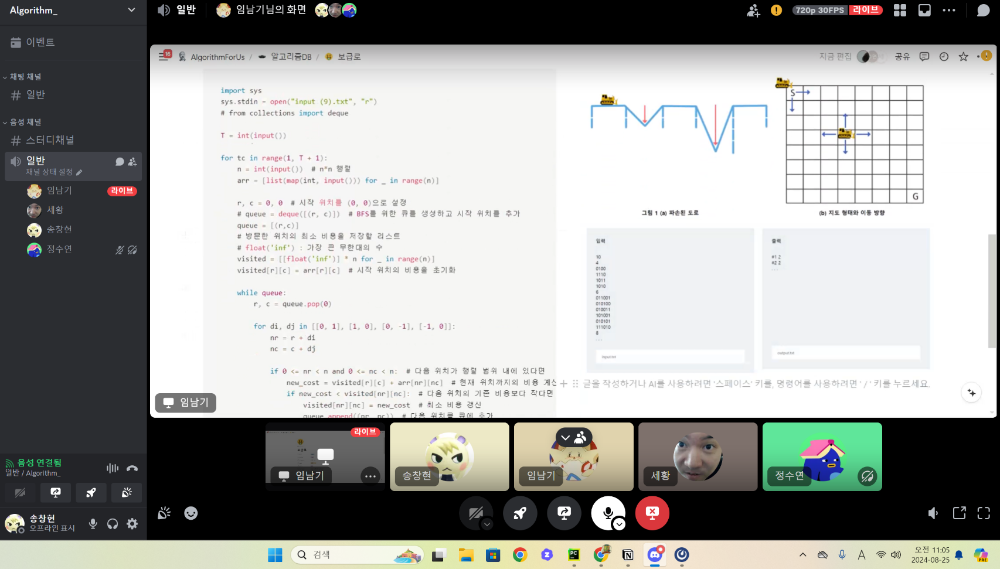 Algorithm_
이벤트
채팅 채널
일반
음성 채널
스터디채널
일반
채널 상태 설정
임남기
라이브
세황
송창현
정수연
음성 연결됨
일반 / Algorithm_
송창현
오프라인 표시
일반
임남기님의 화면
720p 30FPS
라이브
16
AlgorithmForUs / 알고리즘DB / 보급로
지금 편집
공유
import sys
sys.stdin = open("input (9).txt", "r")
# from collections import deque
T = int(input())
for tc in range(1, T + 1):
n = int(input()) # n*n 행렬
arr = [list(map(int, input())) for _ in range(n)]
r, c = 0, 0 # 시작 위치를 (0, 0)으로 설정
# queue = deque([(r, c)]) # BFS를 위한 큐를 생성하고 시작 위치를 추가
queue = [(r,c)]
# 방문한 위치의 최소 비용을 저장할 리스트
# float('inf') : 가장 큰 무한대의 수
visited = [[float('inf')] * n for _ in range(n)]
visited[r][c] = arr[r][c] # 시작 위치의 비용을 초기화
while queue:
r, c = queue.pop(0)
for di, dj in [[0, 1], [1, 0], [0, -1], [-1, 0]]:
nr = r + di
nc = c + dj
if 0 <= nr < n and 0 <= nc < n: # 다음 위치가 행렬 범위 내에 있다면
new_cost = visited[r][c] + arr[nr][nc] # 현재 위치까지의 비용 계산
if new_cost < visited[nr][nc]: # 다음 위치의 기존 비용보다 작다면
visited[nr][nc] = new_cost # 최소 비용 갱신
queue.append((nr, nc)) # 다음 위치를 큐에 추가
S
G
그림 1 (a) 파손된 도로
(b) 지도 형태와 이동 방향
입력
10
4
0100
1110
1011
1010
6
011001
010100
010011
101001
010101
111010
8
...
input.txt
출력
#1 2
#2 2
...
output.txt
글을 작성하거나 AI를 사용하려면 '스페이스' 키를, 명령어를 사용하려면 '/' 키를 누르세요.
임남기
라이브
임남기
송창현
임남기
세황
정수연
검색
PC
PRE
A
오전 11:05
2024-08-25